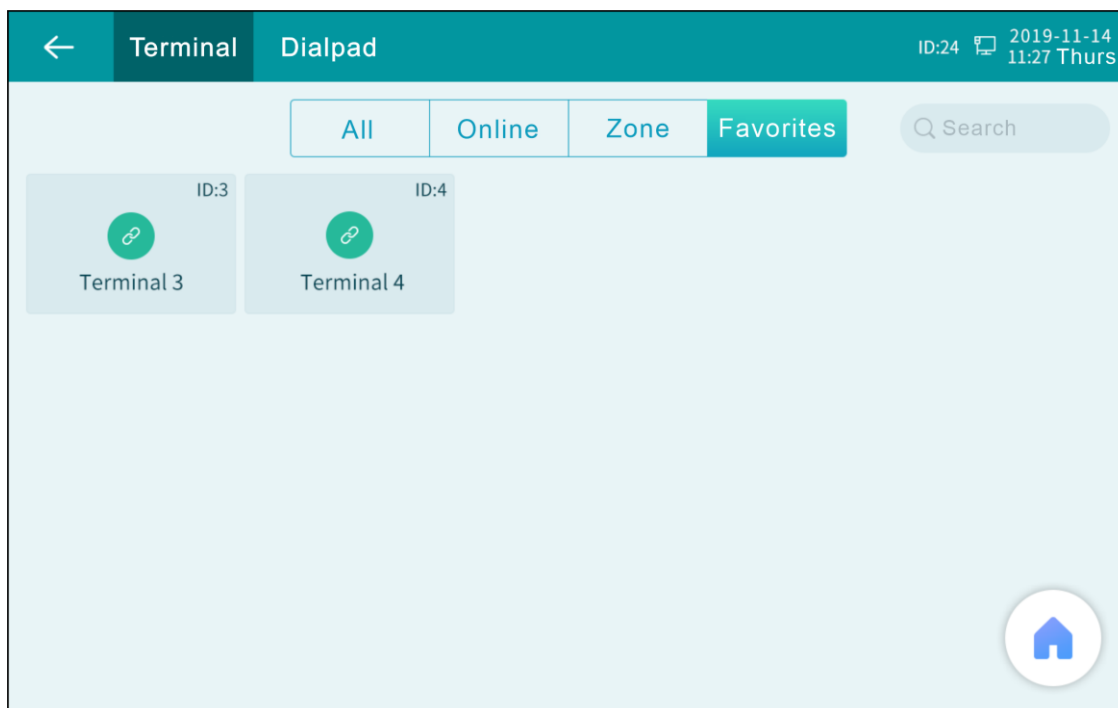 Terminal Dialpad ID:24 2019-11-14
11:27 Thurs
All Online Zone Favorites Search
ID:3 ID:4
Terminal 3 Terminal 4